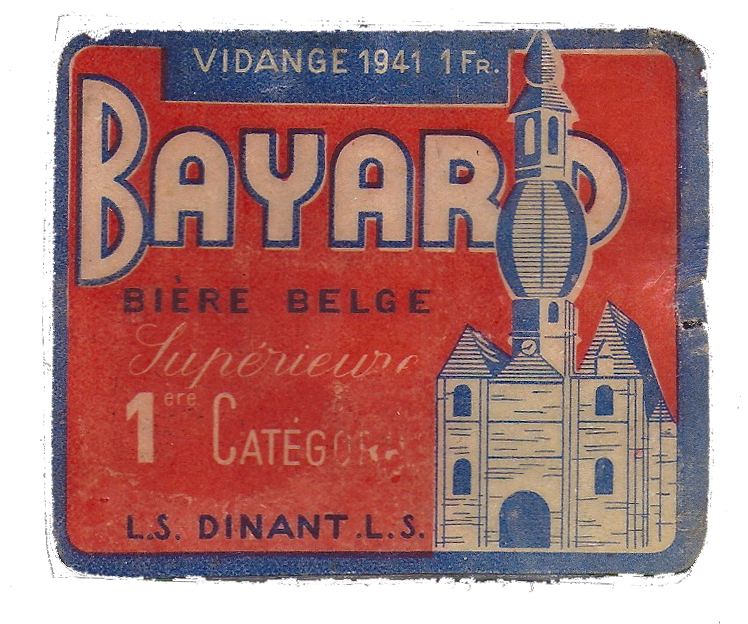 VIDANGE 1941 1 FR.
BAYARD
BIÈRE BELGE
Supérieure
1ère CATÉGORIE
L.S. DINANT.L.S.